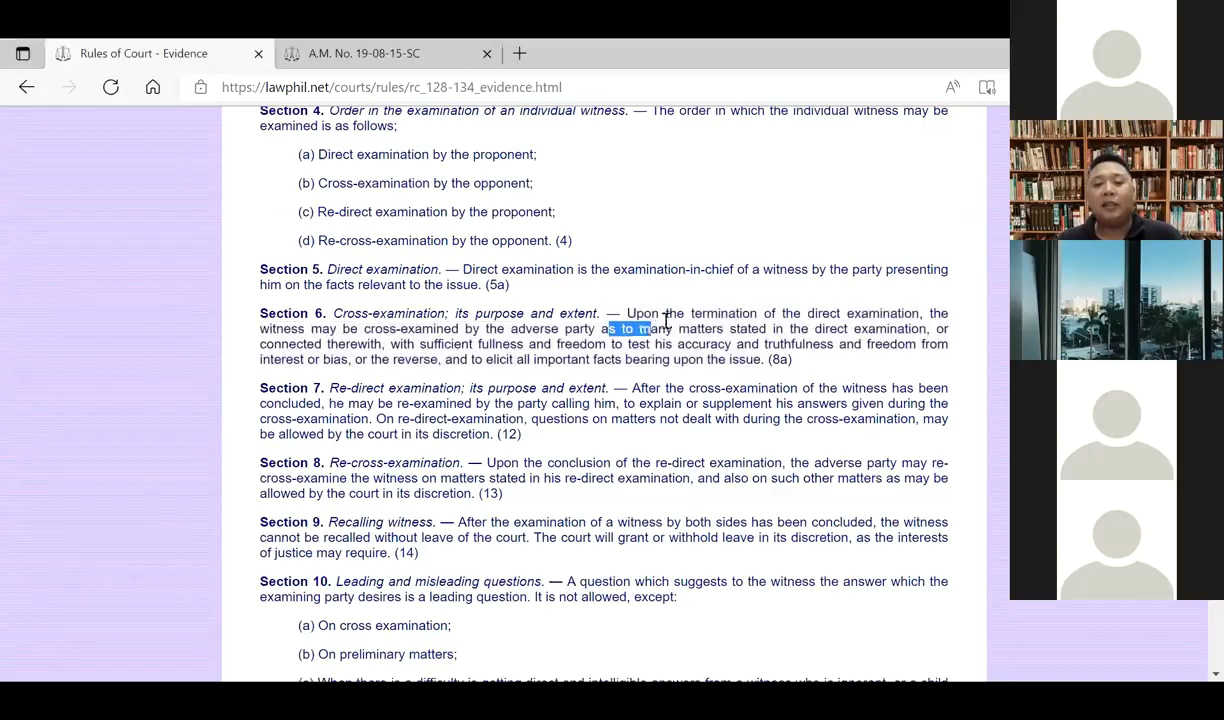 Rules of Court - Evidence
A.M. No. 19-08-15-SC
https://lawphil.net/courts/rules/rc_128-134_evidence.html
Section 4. Order in the examination of an individual witness. — The order in which the individual witness may be
examined is as follows;
(a) Direct examination by the proponent;
(b) Cross-examination by the opponent;
(c) Re-direct examination by the proponent;
(d) Re-cross-examination by the opponent. (4)
Section 5. Direct examination. — Direct examination is the examination-in-chief of a witness by the party presenting
him on the facts relevant to the issue. (5a)
Section 6. Cross-examination; its purpose and extent. — Upon the termination of the direct examination, the
witness may be cross-examined by the adverse party as to many matters stated in the direct examination, or
connected therewith, with sufficient fullness and freedom to test his accuracy and truthfulness and freedom from
interest or bias, or the reverse, and to elicit all important facts bearing upon the issue. (8a)
Section 7. Re-direct examination; its purpose and extent. — After the cross-examination of the witness has been
concluded, he may be re-examined by the party calling him, to explain or supplement his answers given during the
cross-examination. On re-direct-examination, questions on matters not dealt with during the cross-examination, may
be allowed by the court in its discretion. (12)
Section 8. Re-cross-examination. — Upon the conclusion of the re-direct examination, the adverse party may re-
cross-examine the witness on matters stated in his re-direct examination, and also on such other matters as may be
allowed by the court in its discretion. (13)
Section 9. Recalling witness. — After the examination of a witness by both sides has been concluded, the witness
cannot be recalled without leave of the court. The court will grant or withhold leave in its discretion, as the interests
of justice may require. (14)
Section 10. Leading and misleading questions. — A question which suggests to the witness the answer which the
examining party desires is a leading question. It is not allowed, except:
(a) On cross examination;
(b) On preliminary matters;
(c) When there is a difficulty is getting direct and intelligible answers from a witness who is ignorant, or a child